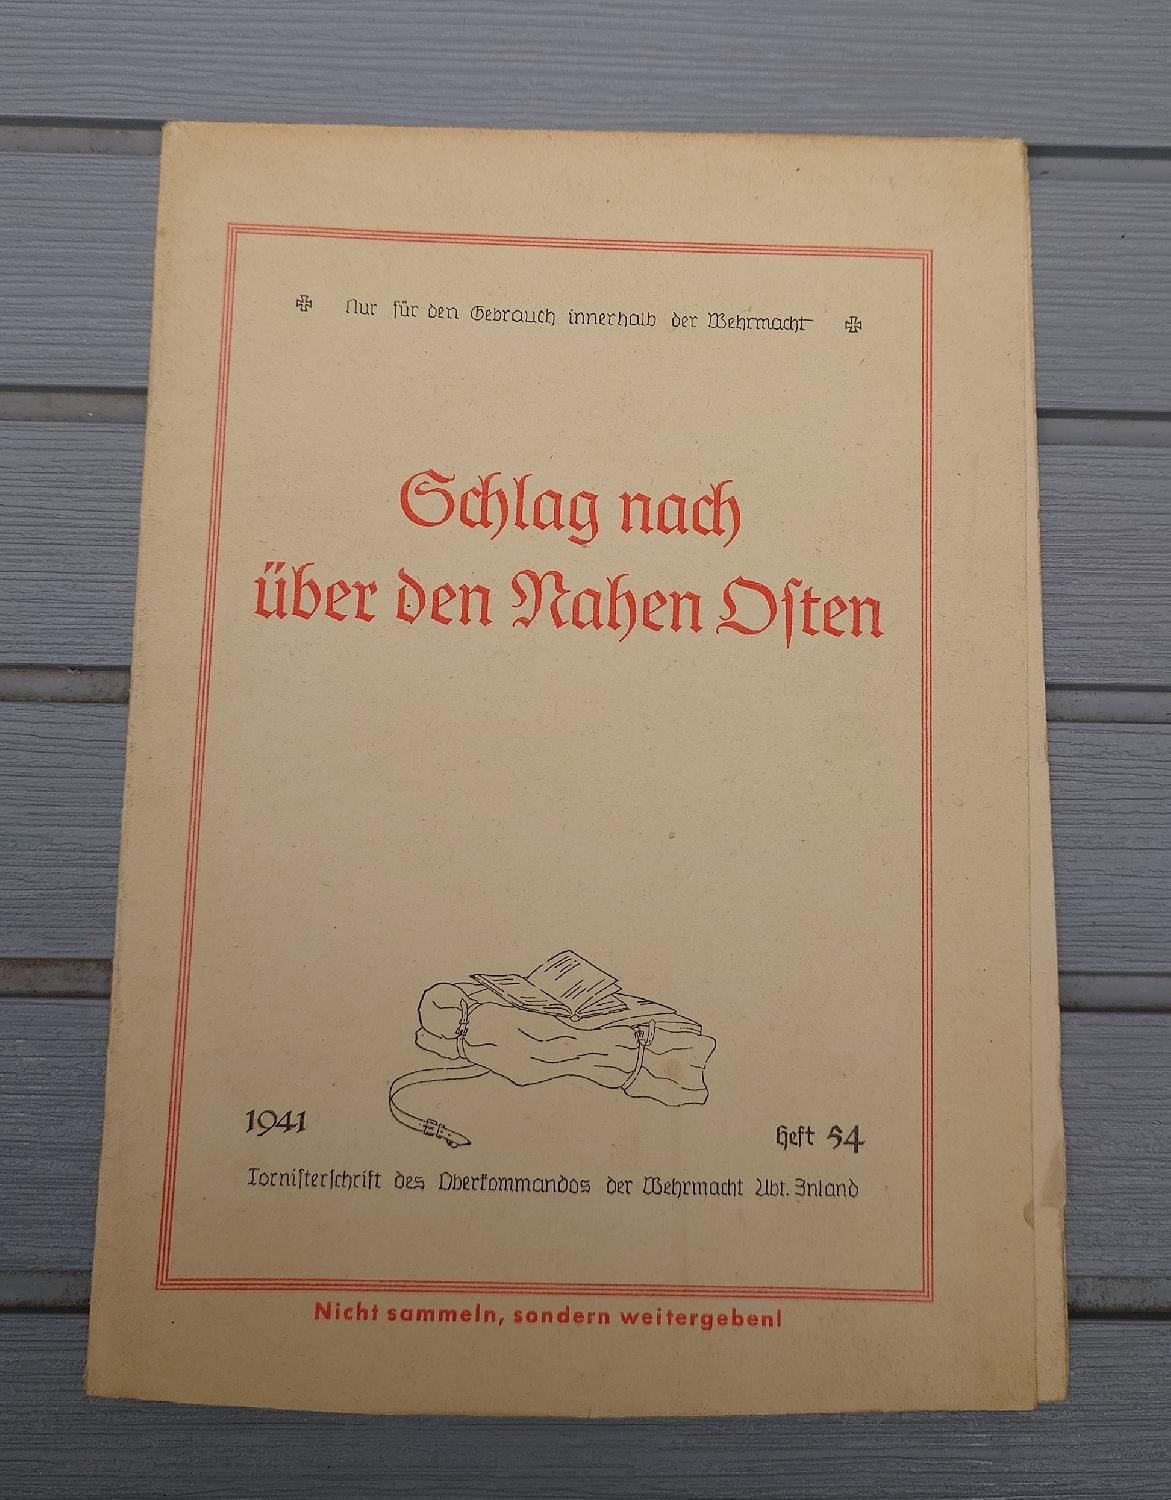 Nur für den Gebrauch innerhalb der Wehrmacht
Schlag nach
über den Nahen Osten
1941
Heft 54
Tornisterschrift des Oberkommandos der Wehrmacht Abt. Inland
Nicht sammeln, sondern weitergeben!